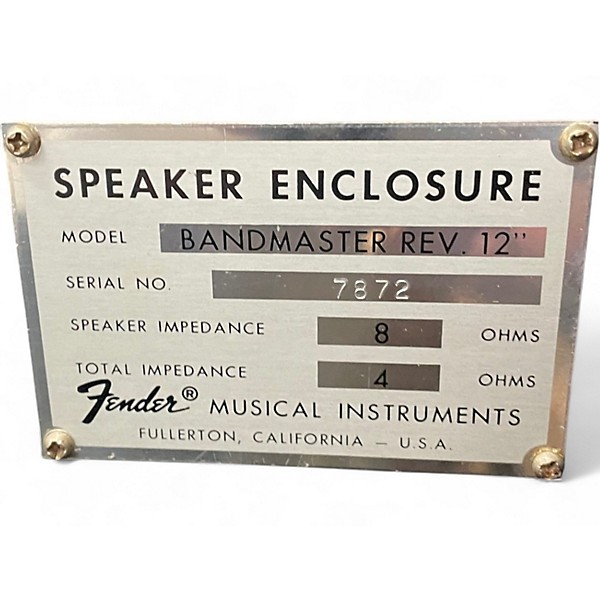 SPEAKER ENCLOSURE
MODEL BANDMASTER REV. 12"
SERIAL NO. 7872
SPEAKER IMPEDANCE 8 OHMS
TOTAL IMPEDANCE 4 OHMS
Fender® MUSICAL INSTRUMENTS
FULLERTON, CALIFORNIA — U.S.A.